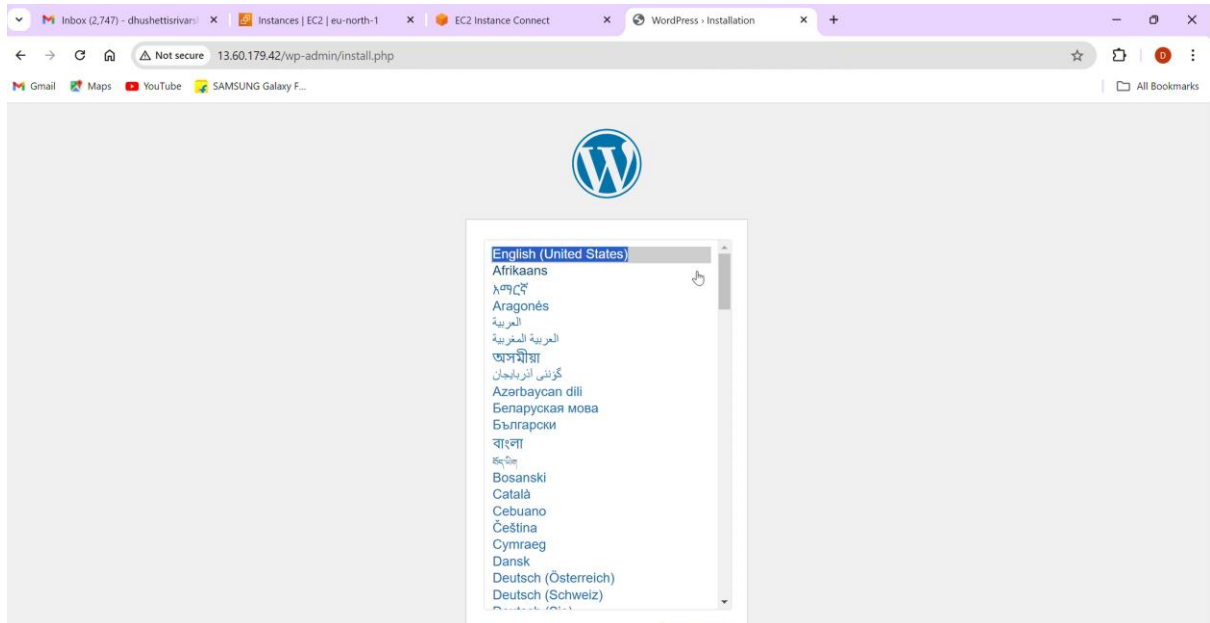 Inbox (2,747) - dhushettisrivars
Instances | EC2 | eu-north-1
EC2 Instance Connect
WordPress › Installation
Not secure
13.60.179.42/wp-admin/install.php
Gmail
Maps
YouTube
SAMSUNG Galaxy F...
All Bookmarks
English (United States)
Afrikaans
አማርኛ
Aragonés
العربية
العربية المغربية
অসমীয়া
گؤنئی آذربایجان
Azərbaycan dili
Беларуская мова
Български
বাংলা
བོད་ཡིག
Bosanski
Català
Cebuano
Čeština
Cymraeg
Dansk
Deutsch (Österreich)
Deutsch (Schweiz)